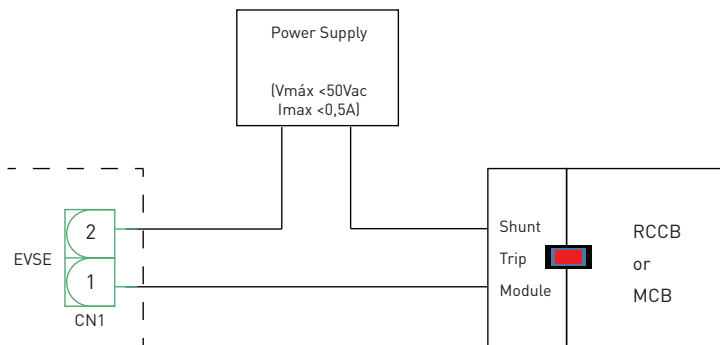 Power Supply
(Vmáx <50Vac
Imax <0,5A)
EVSE
2
1
CN1
Shunt
Trip
Module
RCCB
or
MCB